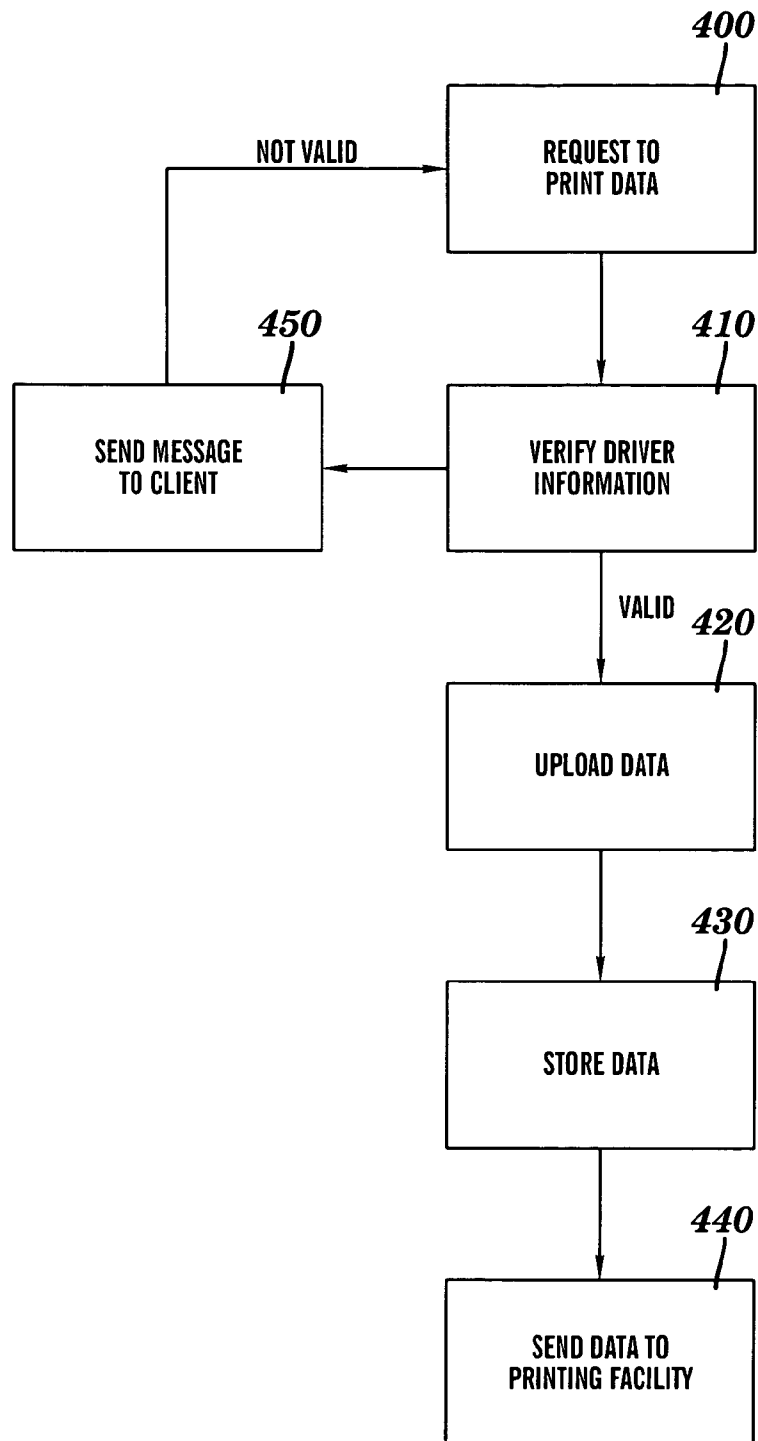 400
NOT VALID
REQUEST TO
PRINT DATA
450
410
SEND MESSAGE
TO CLIENT
VERIFY DRIVER
INFORMATION
VALID
420
UPLOAD DATA
430
STORE DATA
440
SEND DATA TO
PRINTING FACILITY